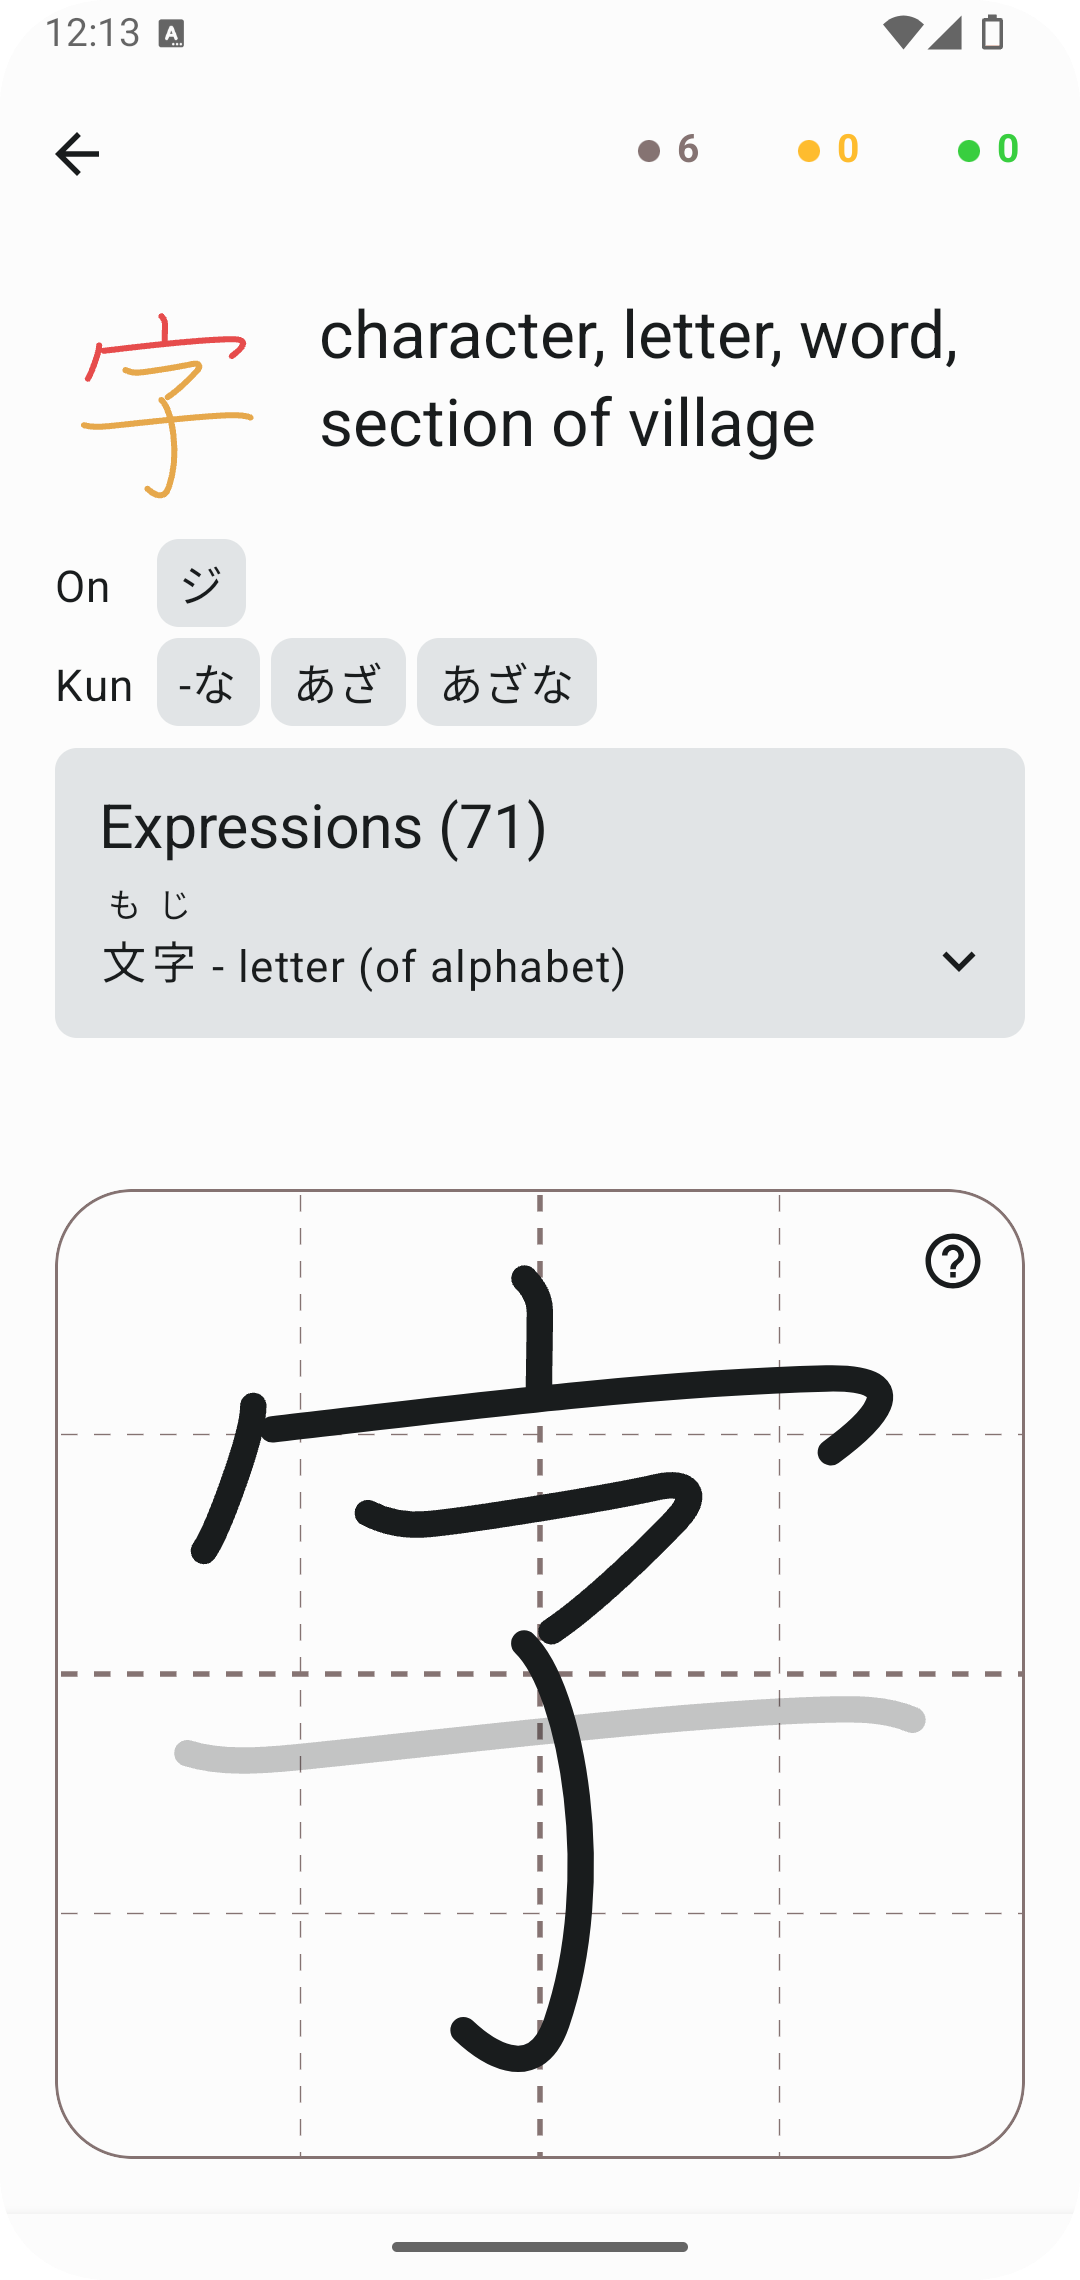 12:13
6 0 0
字
character, letter, word,
section of village
On ジ
Kun -な あざ あざな
Expressions (71)
もじ
文字 - letter (of alphabet)
字